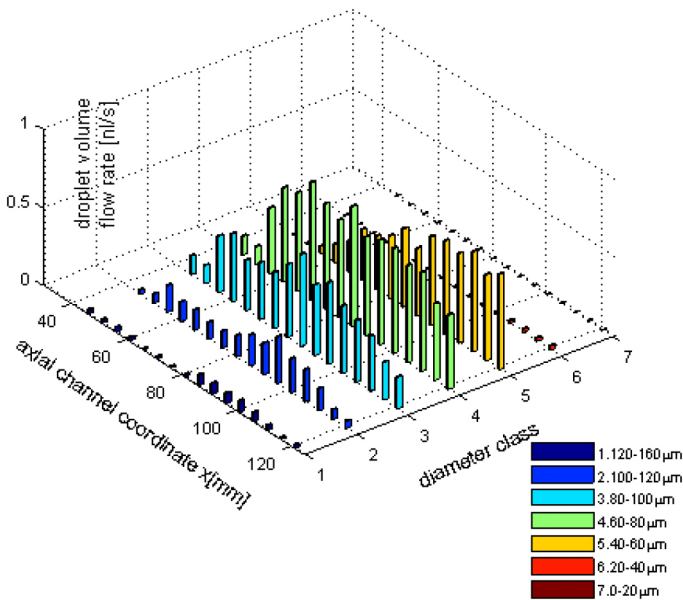 1
0.5
0
droplet volume
flow rate [nl/s]
40
60
80
100
120
axial channel coordinate x[mm]
1
2
3
4
5
6
7
diameter class
1.120-160μm
2.100-120μm
3.80-100μm
4.60-80μm
5.40-60μm
6.20-40μm
7.0-20μm